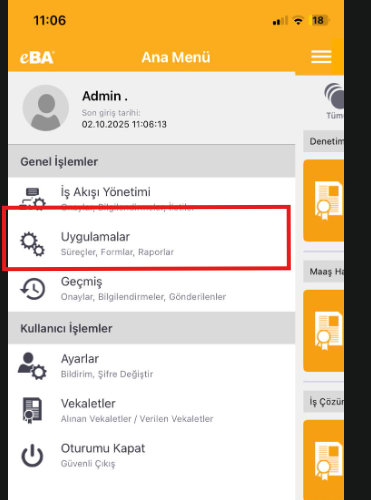 11:06
18
eBA
Ana Menü
Admin .
Son giriş tarihi:
02.10.2025 11:06:13
Tüm
Genel İşlemler
Denetim
İş Akışı Yönetimi
Onaylar, Bilgilendirmeler, İletiler
Uygulamalar
Süreçler, Formlar, Raporlar
Geçmiş
Maaş Ha
Onaylar, Bilgilendirmeler, Gönderilenler
Kullanıcı İşlemler
Ayarlar
Bildirim, Şifre Değiştir
Vekaletler
İş Çözür
Alınan Vekaletler / Verilen Vekaletler
Oturumu Kapat
Güvenli Çıkış